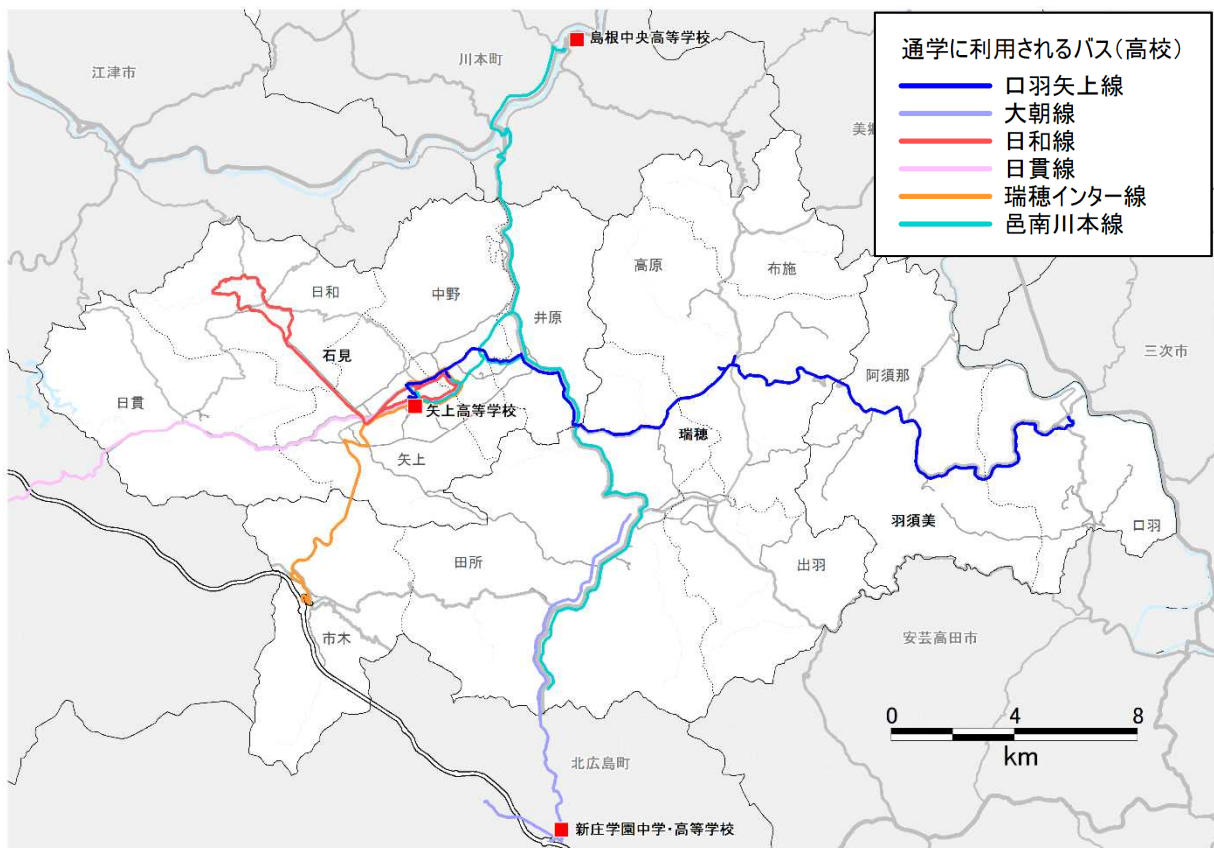 島根中央高等学校
川本町
江津市
美郷
通学に利用されるバス(高校)
口羽矢上線
大朝線
日和線
日貫線
瑞穂インター線
邑南川本線
高原
布施
日和
中野
井原
石見
三次市
阿須那
日貫
矢上高等学校
瑞穂
矢上
羽須美
口羽
田所
出羽
市木
安芸高田市
0 4 8
km
北広島町
新庄学園中学・高等学校